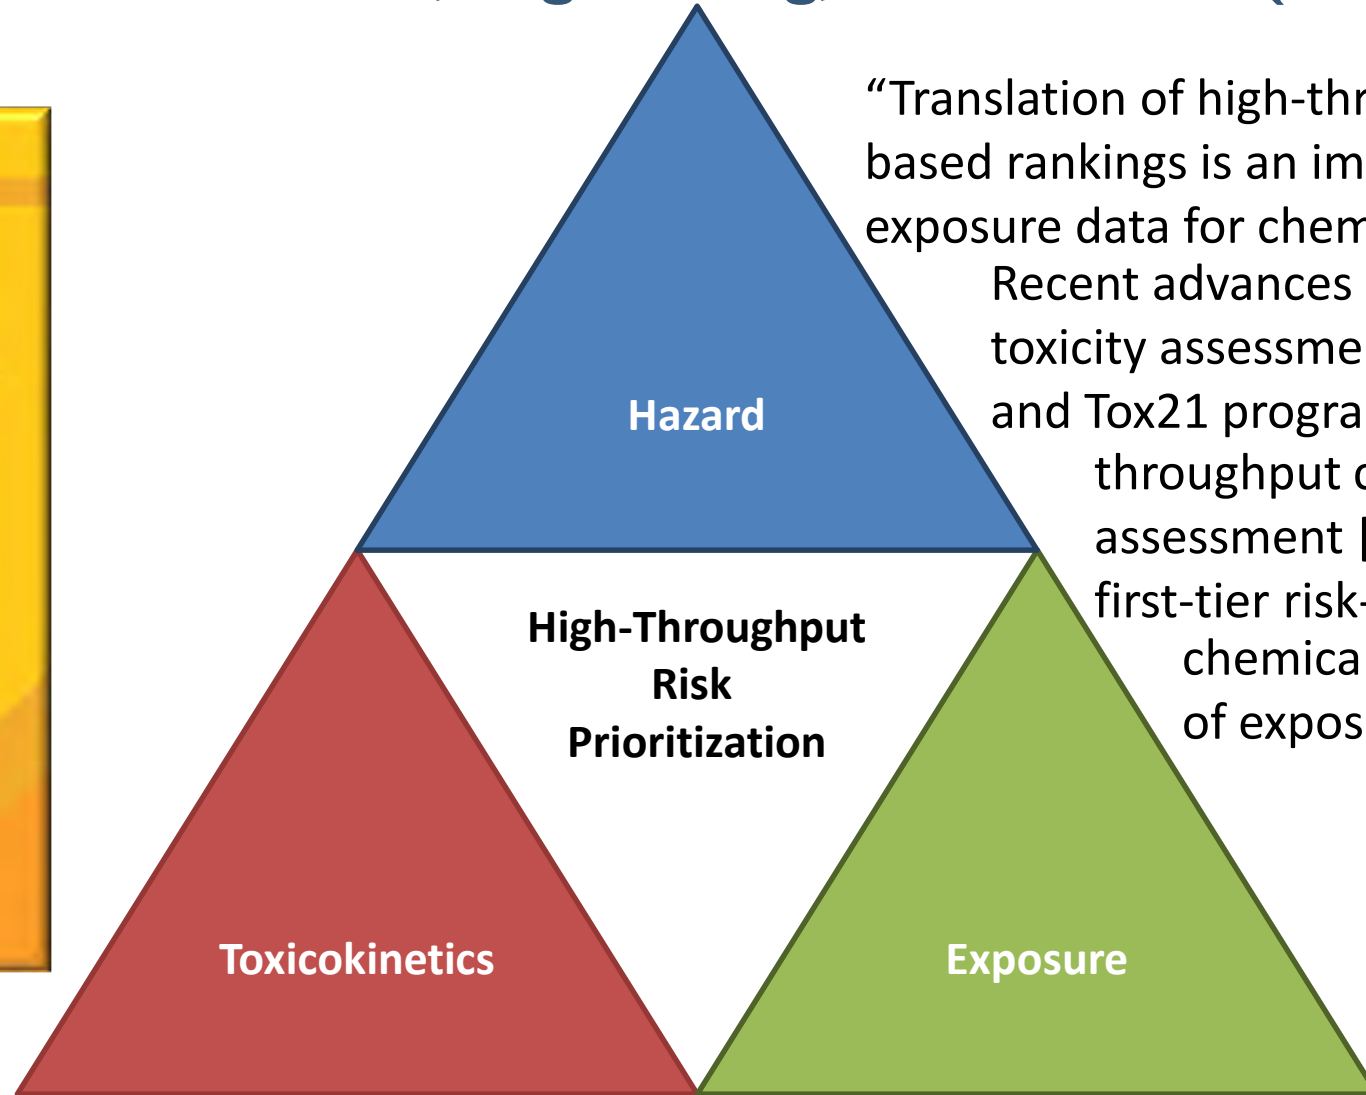 “Translation of high-thr
based rankings is an im
exposure data for chem
Recent advances
toxicity assessme
and Tox21 progra
throughput
assessment [
first-tier risk-
chemica
of expos
Hazard
High-Throughput
Risk
Prioritization
Toxicokinetics
Exposure